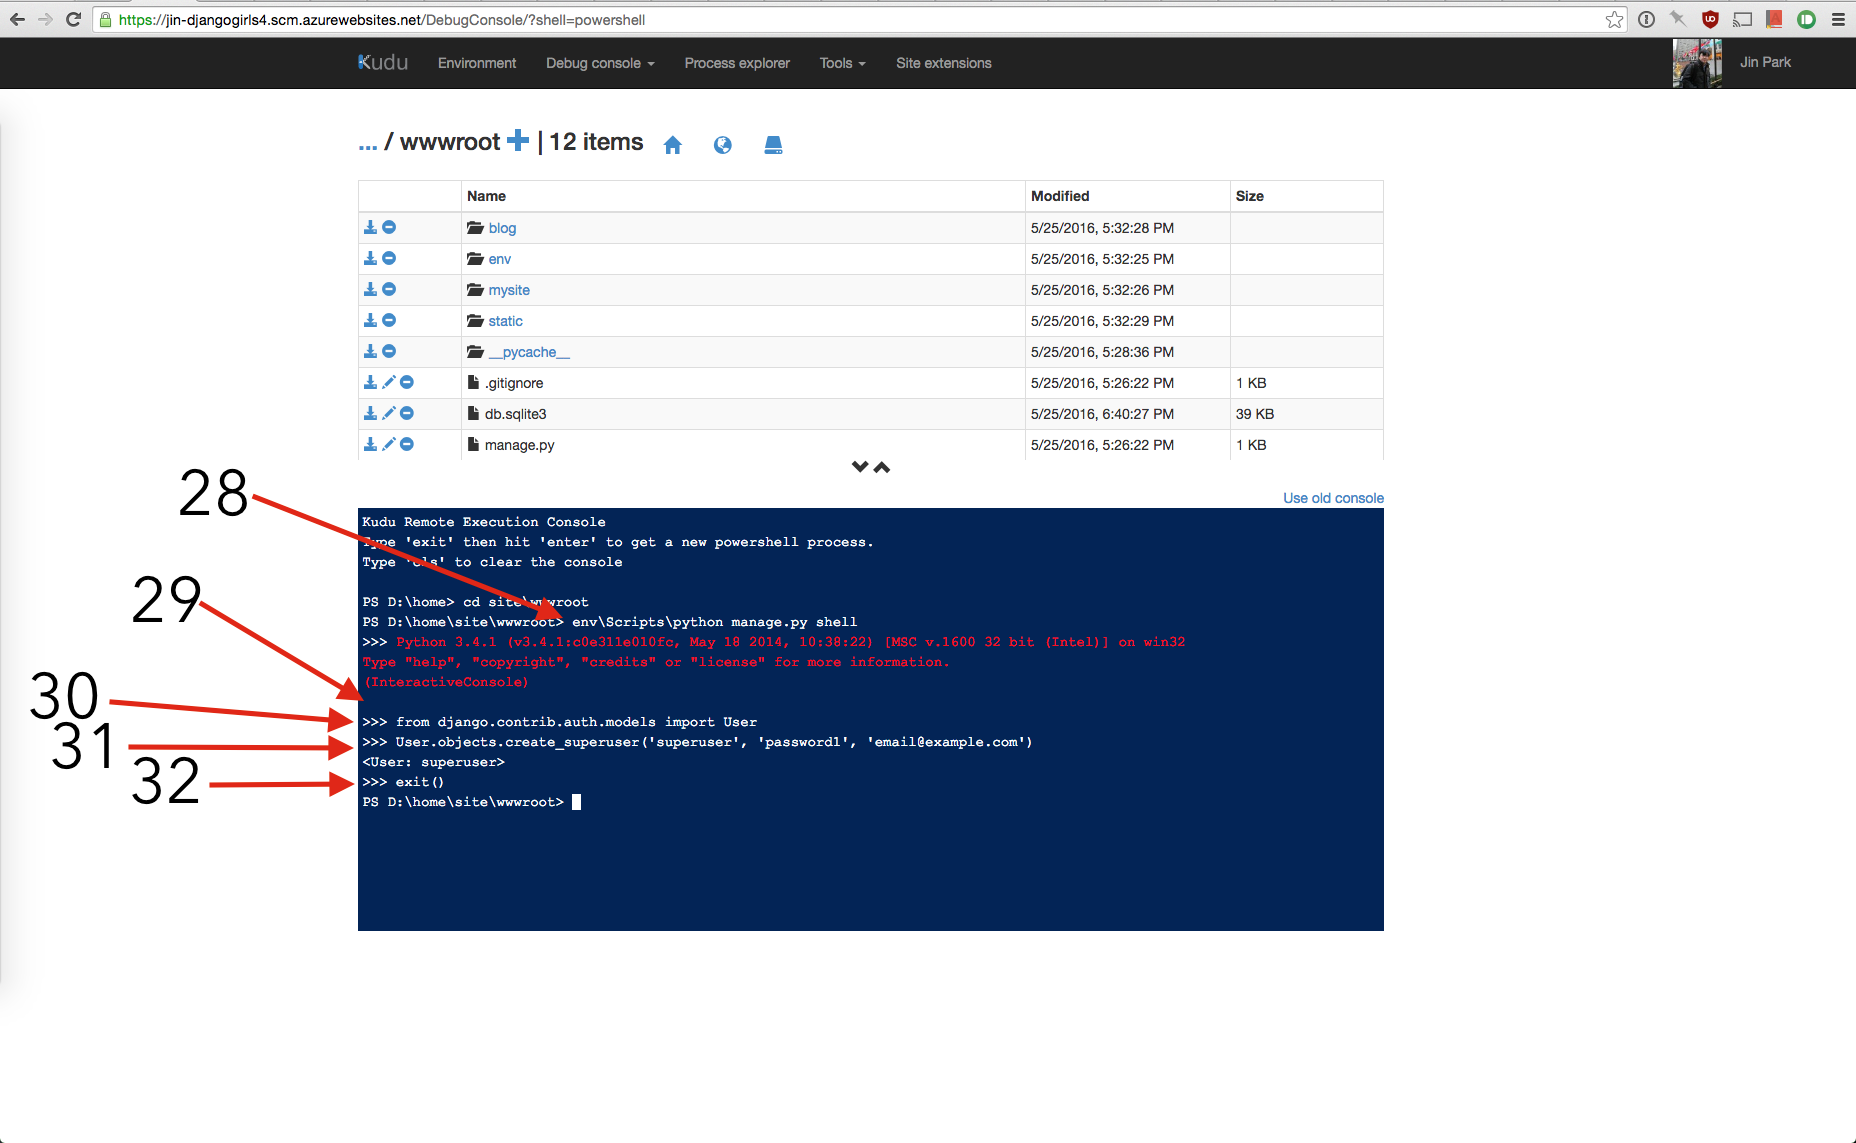 https://jin-djangogirls4.scm.azurewebsites.net/DebugConsole/?shell=powershell
Kudu Environment Debug console Process explorer Tools Site extensions Jin Park
... / wwwroot | 12 items
Name Modified Size
blog 5/25/2016, 5:32:28 PM
env 5/25/2016, 5:32:25 PM
mysite 5/25/2016, 5:32:26 PM
static 5/25/2016, 5:32:29 PM
__pycache__ 5/25/2016, 5:28:36 PM
.gitignore 5/25/2016, 5:26:22 PM 1 KB
db.sqlite3 5/25/2016, 6:40:27 PM 39 KB
manage.py 5/25/2016, 5:26:22 PM 1 KB
28
Use old console
Kudu Remote Execution Console
Type 'exit' then hit 'enter' to get a new powershell process.
Type 'cls' to clear the console
29
PS D:\home> cd site\wwwroot
PS D:\home\site\wwwroot> env\Scripts\python manage.py shell
>>> Python 3.4.1 (v3.4.1:c0e311e010fc, May 18 2014, 10:38:22) [MSC v.1600 32 bit (Intel)] on win32
Type "help", "copyright", "credits" or "license" for more information.
(InteractiveConsole)
30
>>> from django.contrib.auth.models import User
31
>>> User.objects.create_superuser('superuser', 'password1', 'email@example.com')
<User: superuser>
32
>>> exit()
PS D:\home\site\wwwroot>